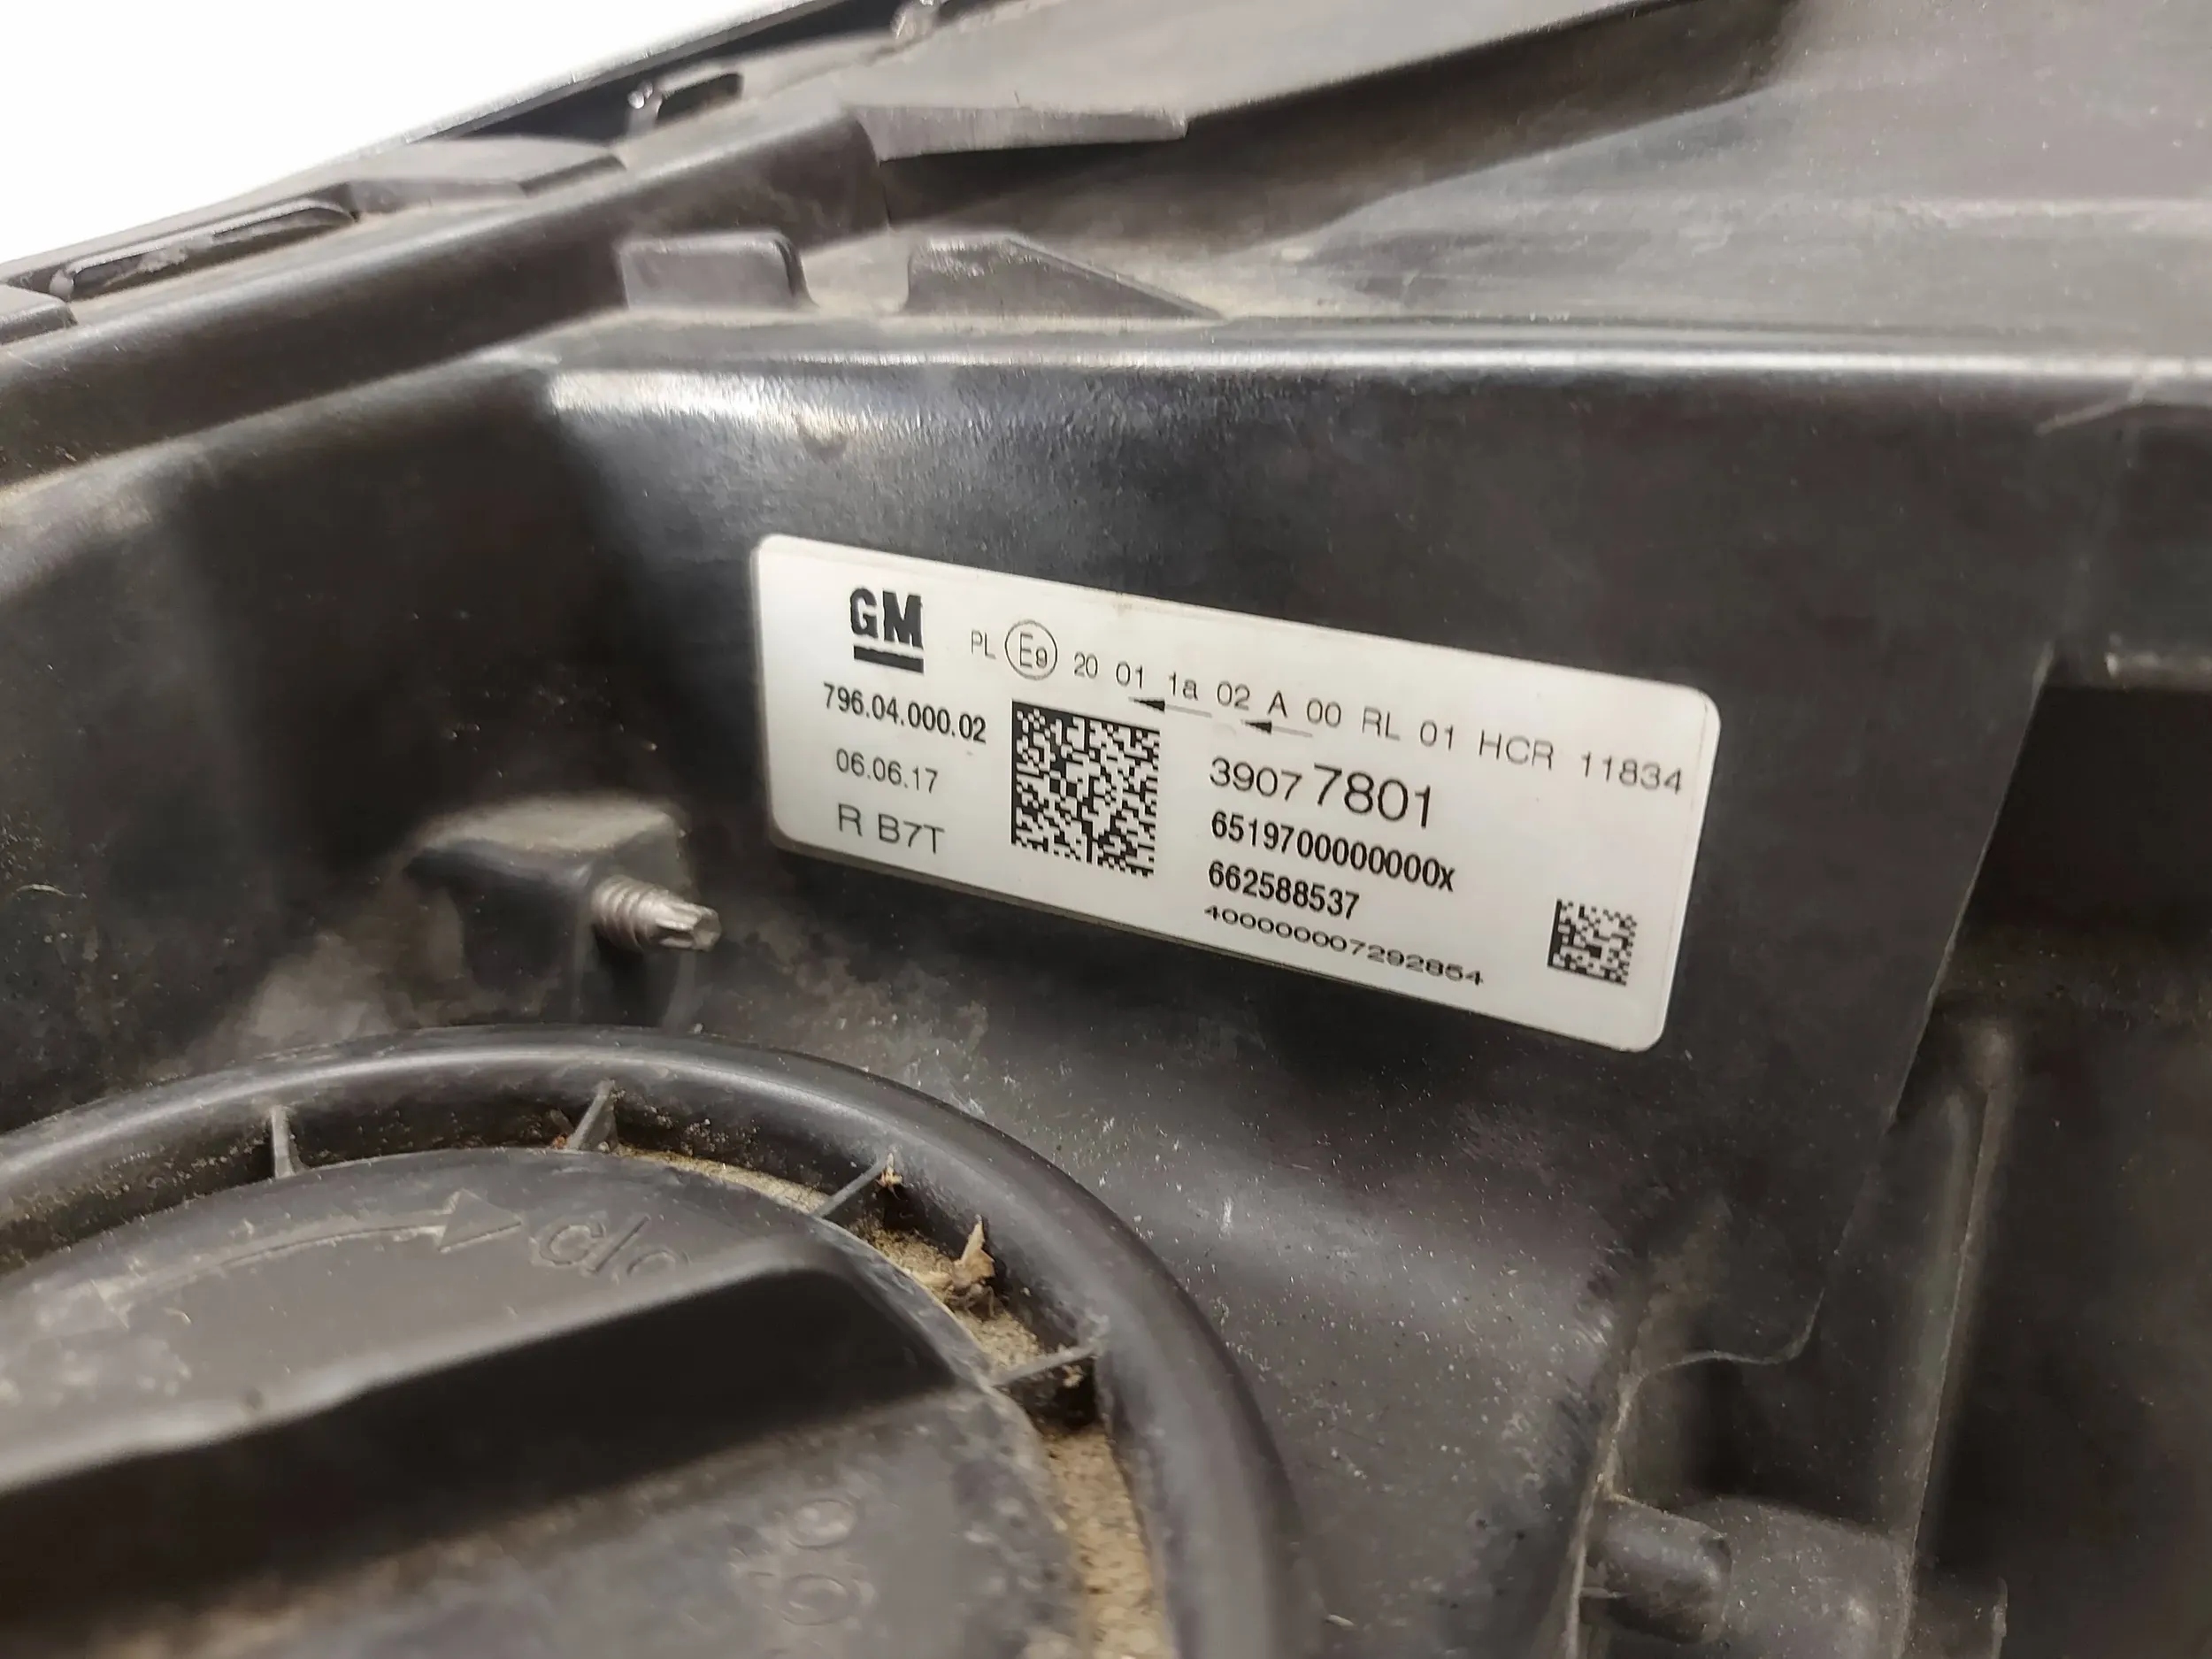 GM
PL E9 20 01 1a 02 A 00 RL 01 HCR 11834
796.04.000.02
06.06.17
R B7T
39077801
6519700000000X
662588537
400000007292854